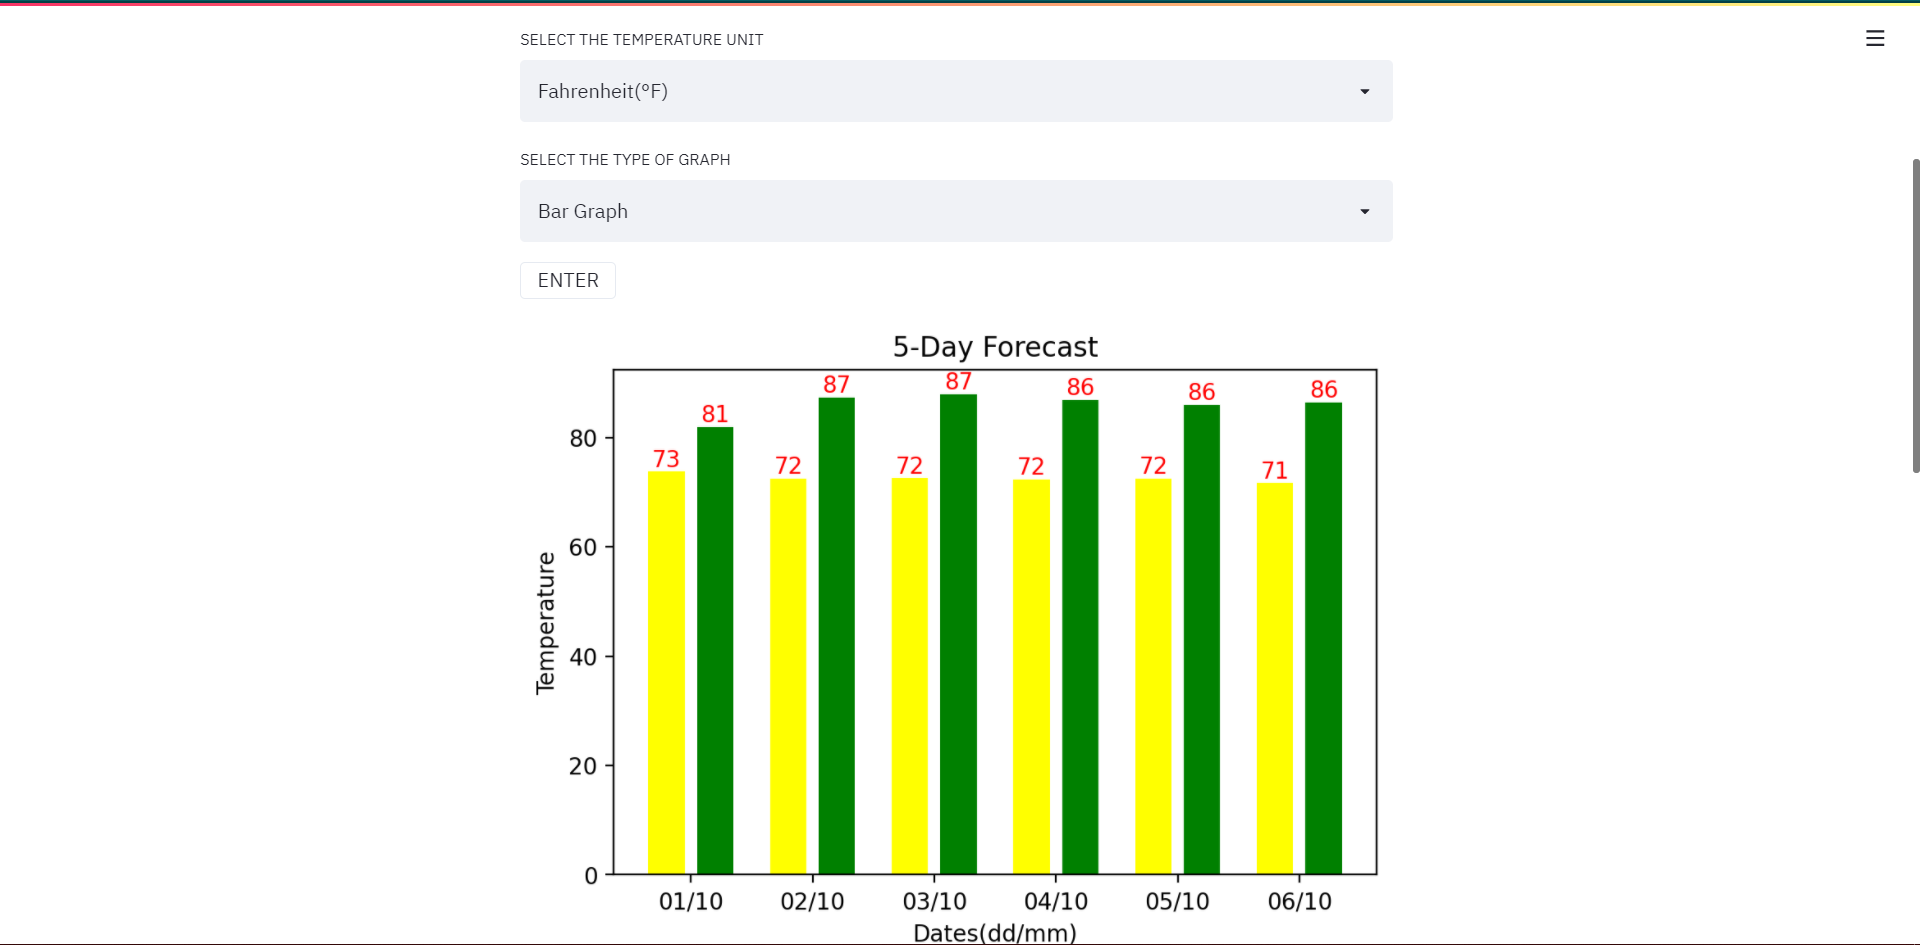 SELECT THE TEMPERATURE UNIT
Fahrenheit(°F)
SELECT THE TYPE OF GRAPH
Bar Graph
ENTER
5-Day Forecast
73 81 72 87 72 87 72 86 72 86 71 86
80
60
40
20
0
Temperature
01/10 02/10 03/10 04/10 05/10 06/10
Dates(dd/mm)